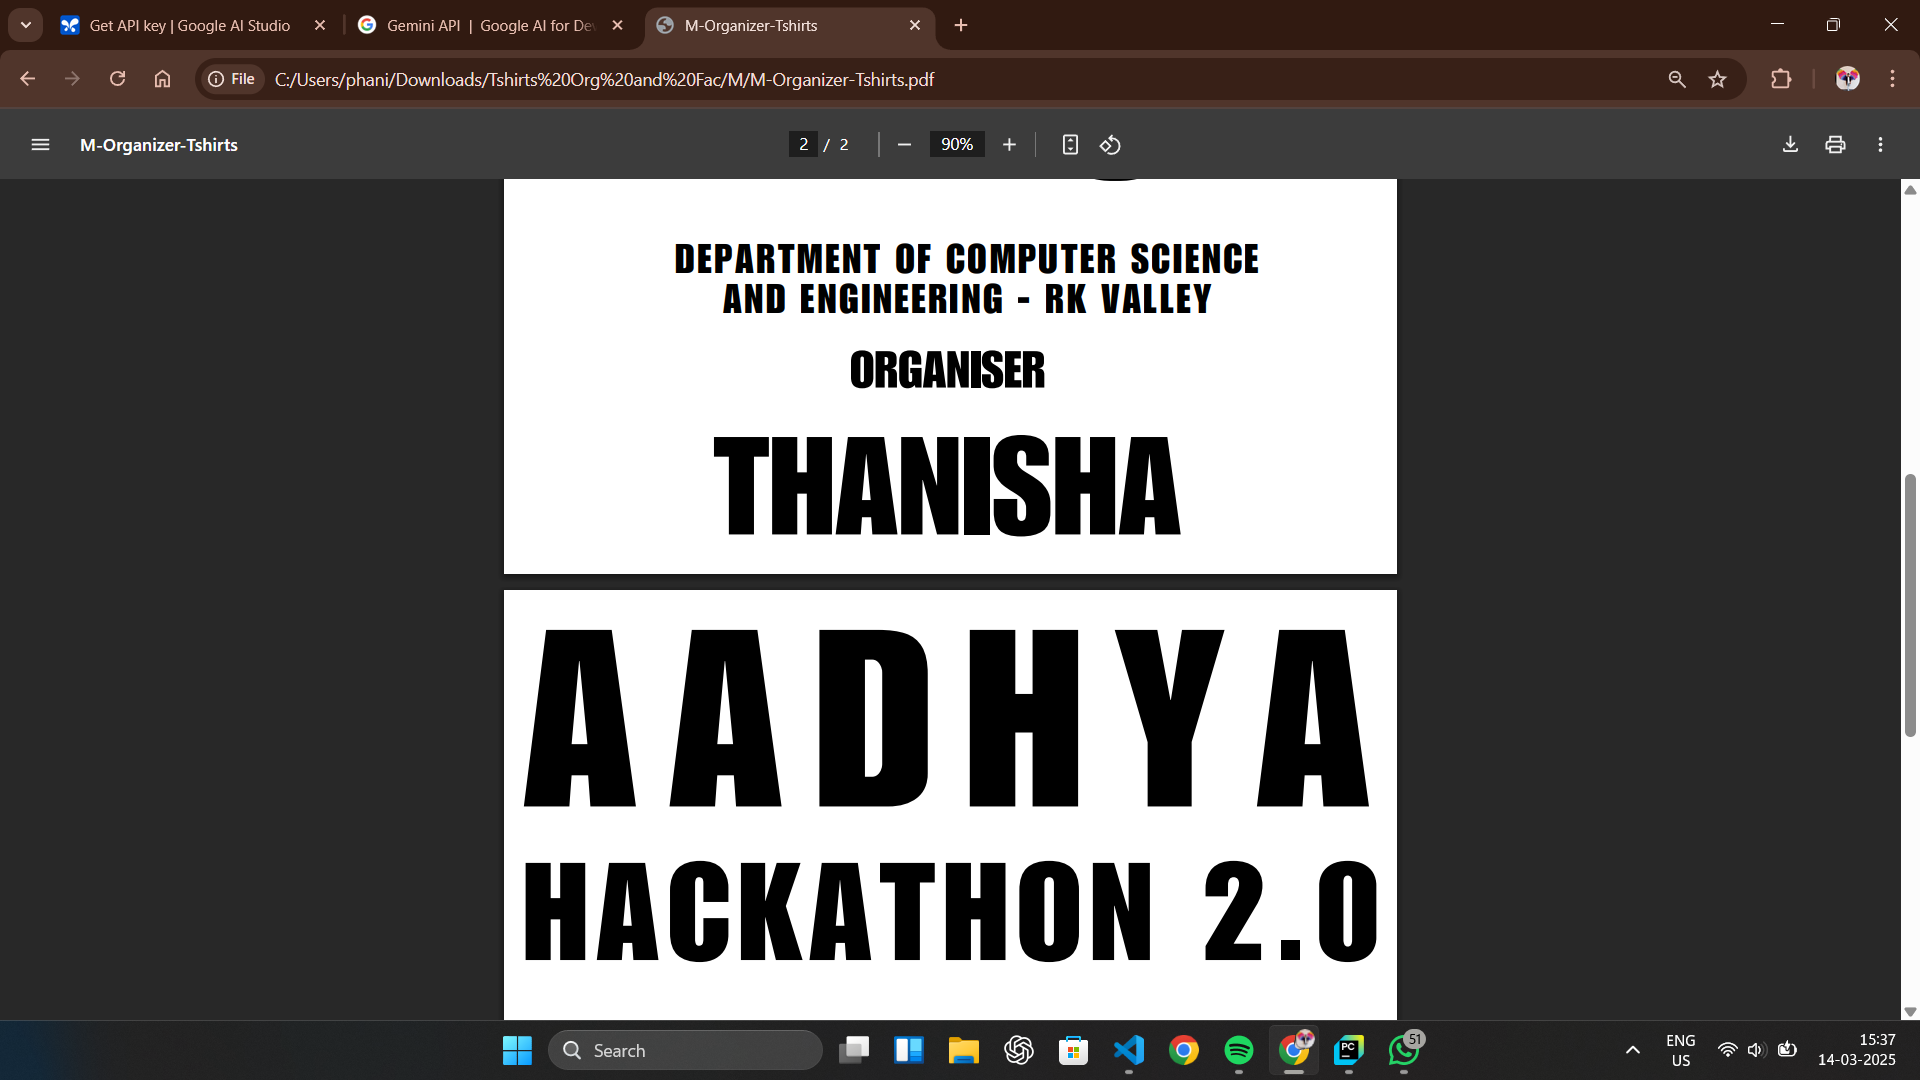 Get API key | Google AI Studio
Gemini API | Google AI for De
M-Organizer-Tshirts
File
C:/Users/phani/Downloads/Tshirts%20Org%20and%20Fac/M/M-Organizer-Tshirts.pdf
M-Organizer-Tshirts
2 / 2
90%
DEPARTMENT OF COMPUTER SCIENCE
AND ENGINEERING - RK VALLEY
ORGANISER
THANISHA
AADHYA
HACKATHON 2.0
Search
PC
51
ENG
US
15:37
14-03-2025